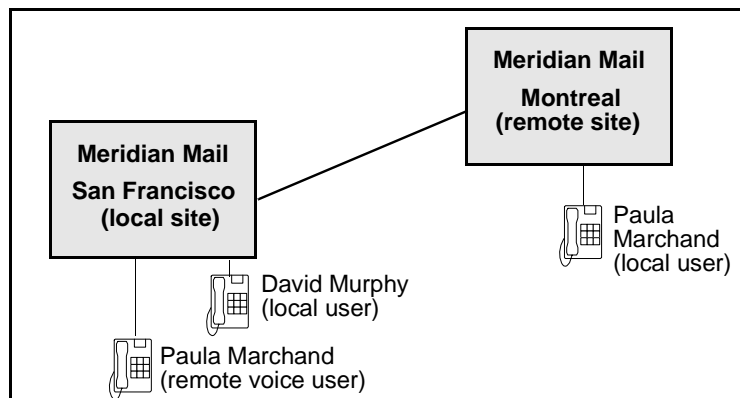 Meridian Mail
Montreal
(remote site)
Meridian Mail
San Francisco
(local site)
Paula
Marchand
(local user)
David Murphy
(local user)
Paula Marchand
(remote voice user)